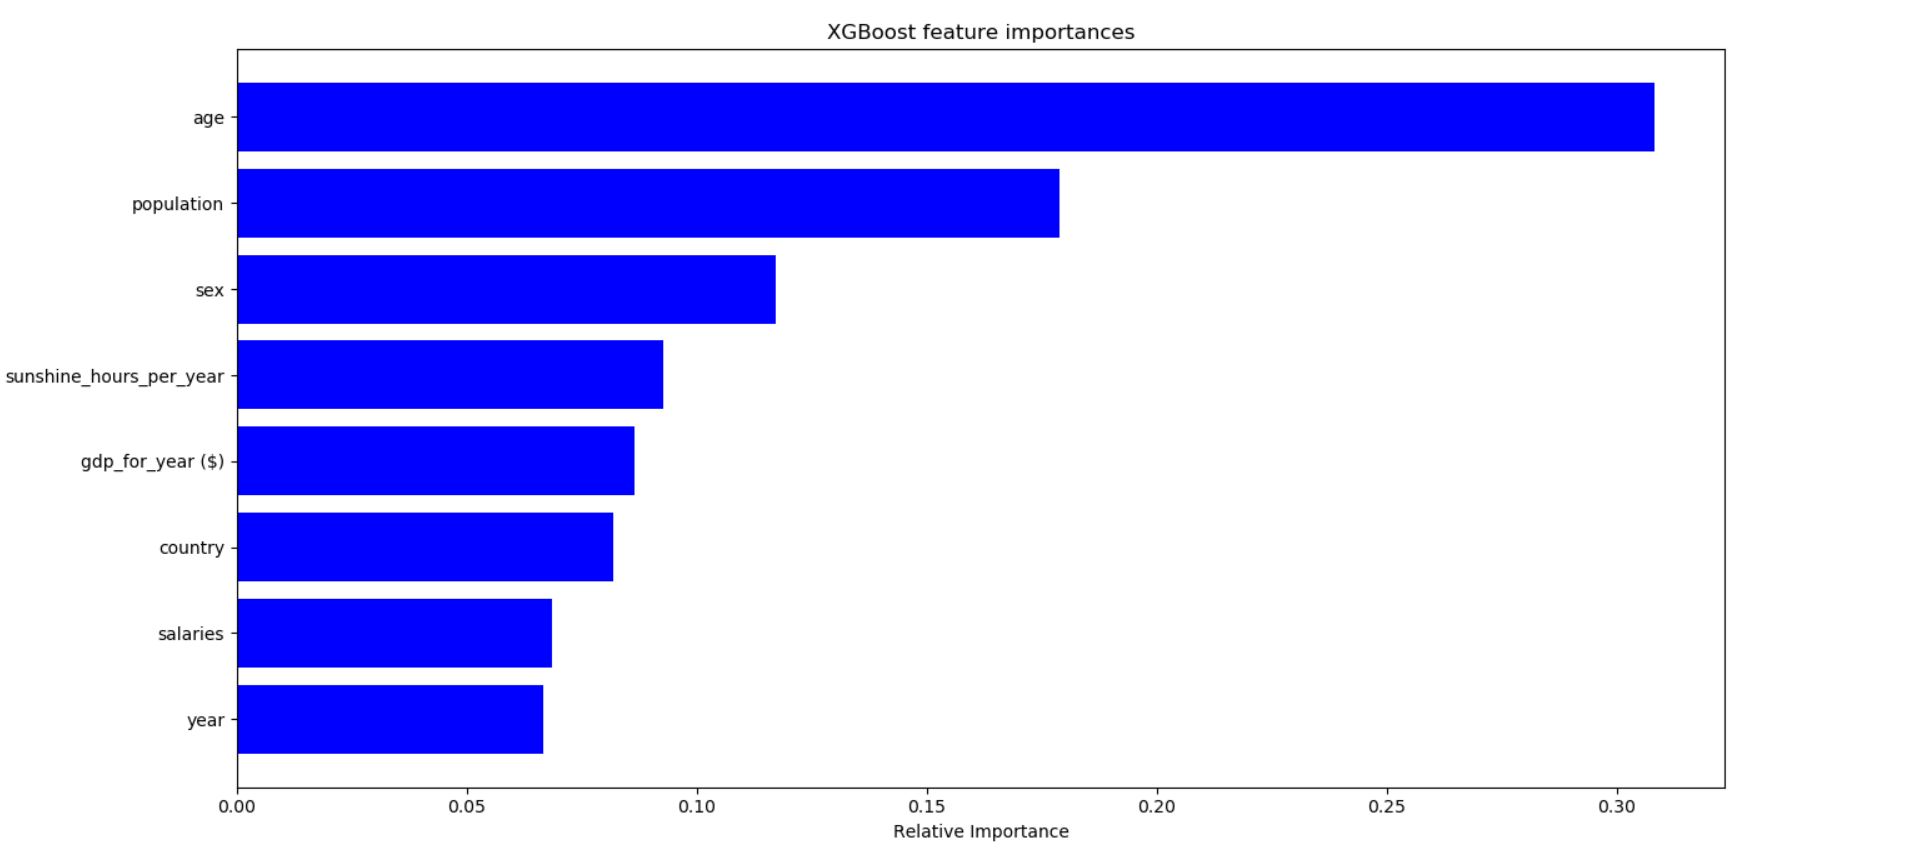 XGBoost feature importances
age
population
sex
sunshine_hours_per_year
gdp_for_year ($)
country
salaries
year
0.00 0.05 0.10 0.15 0.20 0.25 0.30
Relative Importance